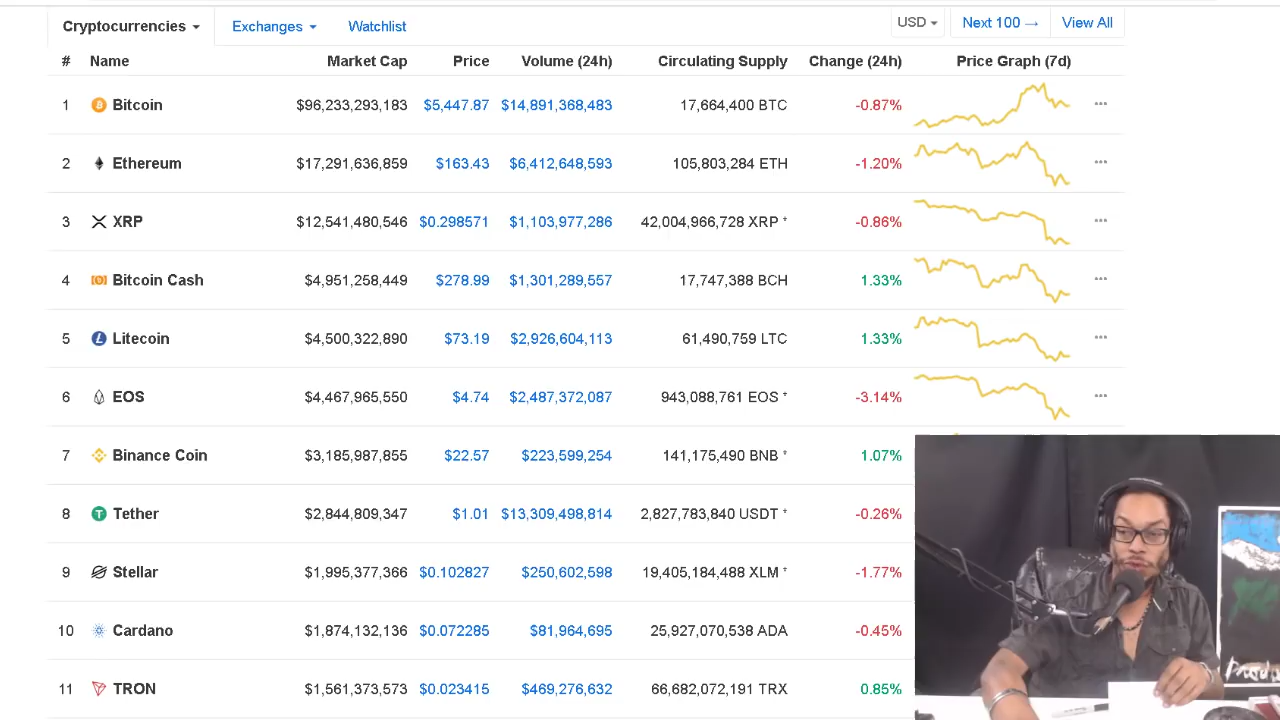 Cryptocurrencies Exchanges Watchlist USD Next 100 → View All
# Name Market Cap Price Volume (24h) Circulating Supply Change (24h) Price Graph (7d)
1 Bitcoin $96,233,293,183 $5,447.87 $14,891,368,483 17,664,400 BTC -0.87%
2 Ethereum $17,291,636,859 $163.43 $6,412,648,593 105,803,284 ETH -1.20%
3 XRP $12,541,480,546 $0.298571 $1,103,977,286 42,004,966,728 XRP * -0.86%
4 Bitcoin Cash $4,951,258,449 $278.99 $1,301,289,557 17,747,388 BCH 1.33%
5 Litecoin $4,500,322,890 $73.19 $2,926,604,113 61,490,759 LTC 1.33%
6 EOS $4,467,965,550 $4.74 $2,487,372,087 943,088,761 EOS * -3.14%
7 Binance Coin $3,185,987,855 $22.57 $223,599,254 141,175,490 BNB * 1.07%
8 Tether $2,844,809,347 $1.01 $13,309,498,814 2,827,783,840 USDT * -0.26%
9 Stellar $1,995,377,366 $0.102827 $250,602,598 19,405,184,488 XLM * -1.77%
10 Cardano $1,874,132,136 $0.072285 $81,964,695 25,927,070,538 ADA -0.45%
11 TRON $1,561,373,573 $0.023415 $469,276,632 66,682,072,191 TRX 0.85%